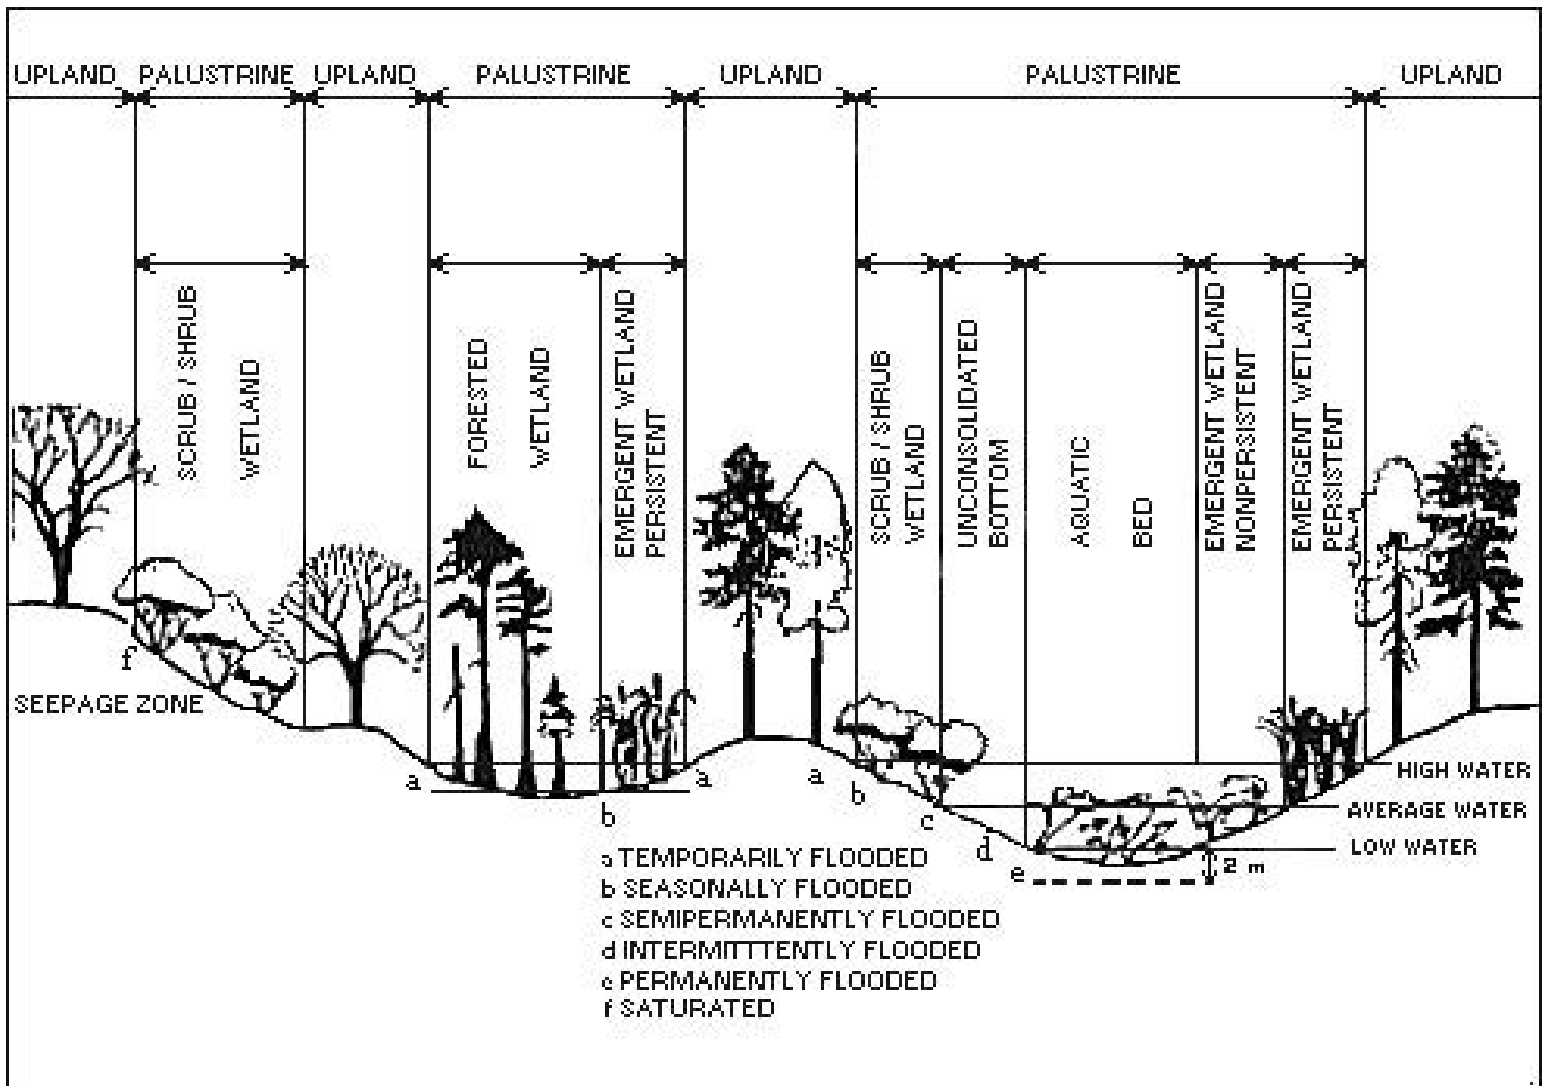 UPLAND PALUSTRINE UPLAND PALUSTRINE UPLAND PALUSTRINE UPLAND
SCRUB / SHRUB
WETLAND
FORESTED
WETLAND
EMERGENT WETLAND
PERSISTENT
SCRUB / SHRUB
WETLAND
UNCONSOLIDATED
BOTTOM
AQUATIC
BED
EMERGENT WETLAND
NONPERSISTENT
EMERGENT WETLAND
PERSISTENT
f
SEEPAGE ZONE
a
b
a
a
b
c
d
e
HIGH WATER
AVERAGE WATER
LOW WATER
2 m
a TEMPORARILY FLOODED
b SEASONALLY FLOODED
c SEMIPERMANENTLY FLOODED
d INTERMITTTENTLY FLOODED
e PERMANENTLY FLOODED
f SATURATED